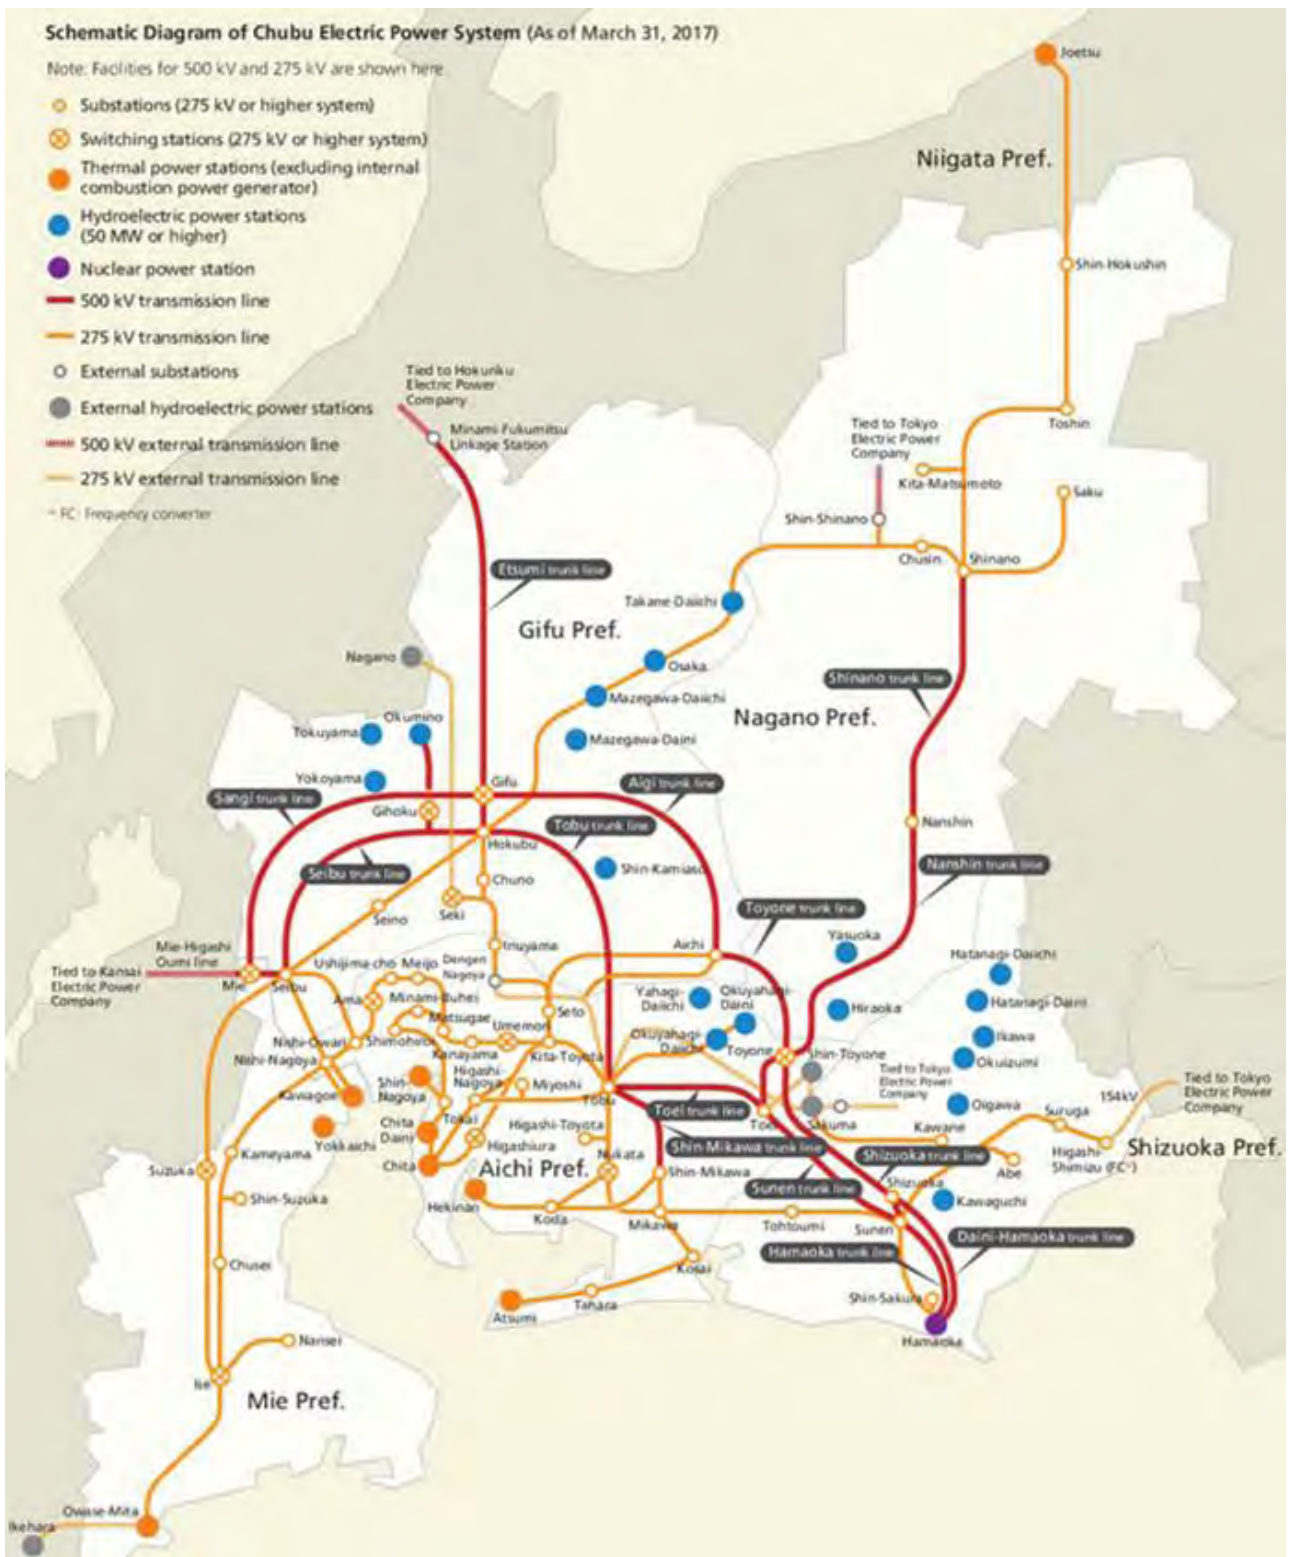 Schematic Diagram of Chubu Electric Power System (As of March 31, 2017)
Note: Facilities for 500 kV and 275 kV are shown here
Substations (275 kV or higher system)
Switching stations (275 kV or higher system)
Thermal power stations (excluding internal
combustion power generator)
Hydroelectric power stations
(50 MW or higher)
Nuclear power station
500 kV transmission line
275 kV transmission line
External substations
External hydroelectric power stations
500 kV external transmission line
275 kV external transmission line
FC: Frequency converter
Joetsu
Niigata Pref.
Shin-Hokushin
Tied to Hokuriku
Electric Power
Company
Minami-Fukumitsu
Linkage Station
Toshin
Tied to Tokyo
Electric Power
Company
Kita-Matsumoto
Saku
Shin-Shinano
Chusin
Shinano
Etsumi trunk line
Takane-Daiichi
Gifu Pref.
Nagano
Osaka
Shinano trunk line
Mazegawa-Daiichi
Nagano Pref.
Okumino
Tokuyama
Mazegawa-Daini
Yokoyama
Gifu
Aigi trunk line
Sangi trunk line
Gihoku
Tobu trunk line
Nanshin
Hokubu
Seibu trunk line
Shin-Kamiaso
Nanshin trunk line
Chuno
Seki
Seino
Toyone trunk line
Yasuoka
Mie-Higashi
Oumi line
Inuyama
Aichi
Hatanagi-Daiichi
Tied to Kansai
Electric Power
Company
Ushijima-cho
Meijo
Dengen
Nagoya
Mie
Seibu
Ama
Minami-Buhei
Yahagi-
Daiichi
Okuyahagi-
Daini
Hatanagi-Daini
Hiraoka
Matsugae
Umemori
Seto
Ikawa
Nishi-Owari
Shimohiroi
Okuyahagi-
Daiichi
Nishi-Nagoya
Kanayama
Kita-Toyota
Toyone
Shin-Toyone
Okuizumi
Higashi-
Nagoya
Miyoshi
Tied to Tokyo
Electric Power
Company
Tied to Tokyo
Electric Power
Company
Shin-
Nagoya
Kawagoe
Tobu
154kV
Toei trunk line
Oigawa
Suruga
Chita
Daini
Tokai
Toei
Sakuma
Kawane
Yokkaichi
Higashi-Toyota
Higashiura
Shin Mikawa trunk line
Shizuoka trunk line
Higashi-
Shimizu (FC*)
Shizuoka Pref.
Kameyama
Chita
Aichi Pref.
Nukata
Shin-Mikawa
Abe
Suzuka
Sunen trunk line
Shizuoka
Shin-Suzuka
Kawaguchi
Hekinan
Koda
Mikawa
Tohtoumi
Sunen
Daini-Hamaoka trunk line
Hamaoka trunk line
Chusei
Kosai
Shin-Sakura
Tahara
Atsumi
Hamaoka
Nansei
Ise
Mie Pref.
Owase-Mita
Ikehara